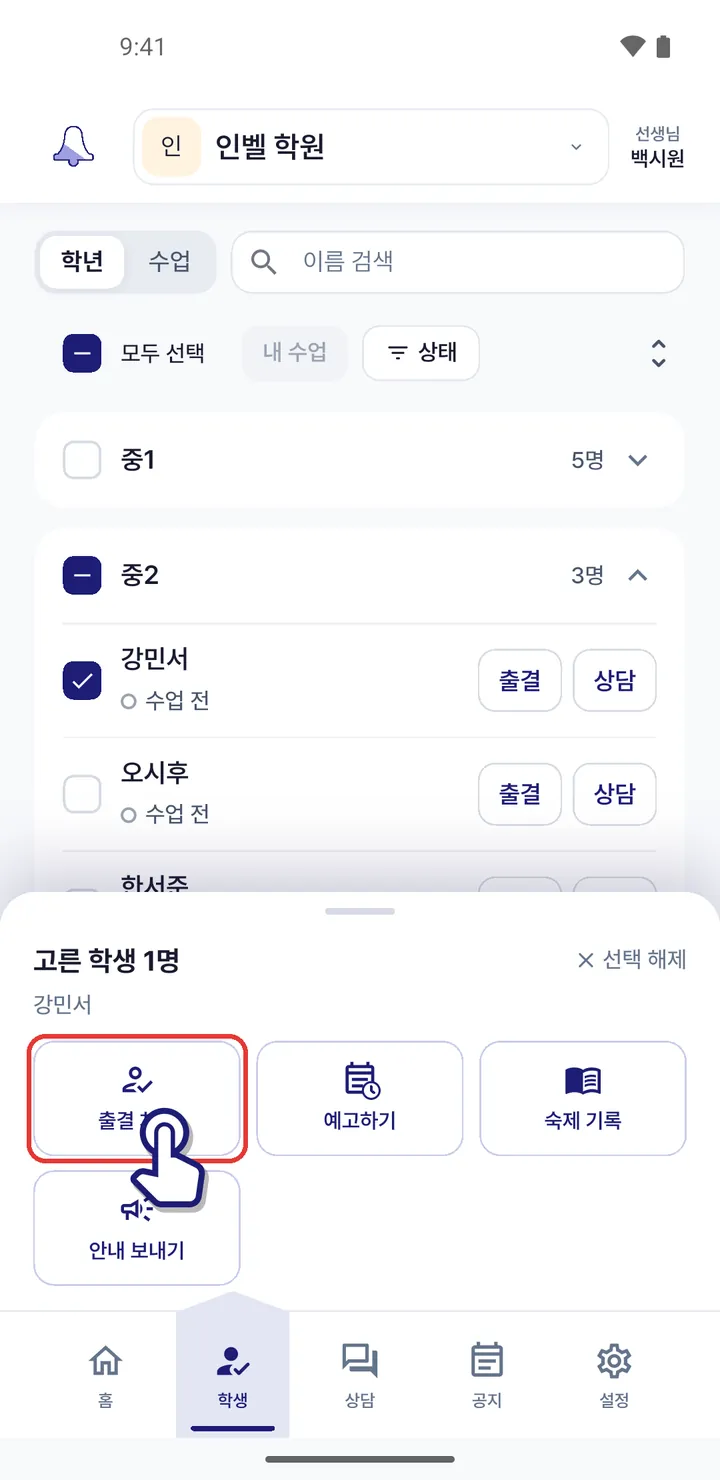 9:41
인 인벨 학원
선생님
백시원
학년 수업 이름 검색
모두 선택 내 수업 상태
중1 5명
중2 3명
강민서
수업 전
출결 상담
오시후
수업 전
출결 상담
한서준
고른 학생 1명 선택 해제
강민서
출결
예고하기 숙제 기록
안내 보내기
홈 학생 상담 공지 설정